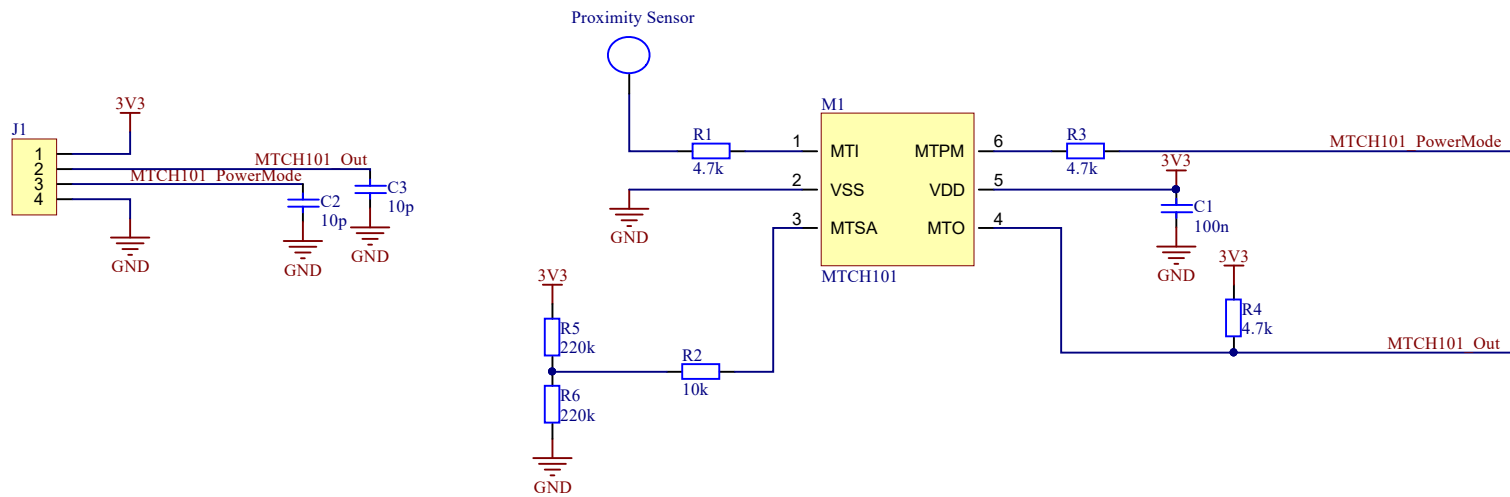 Proximity Sensor
3V3
J1
1
2
3
4
MTCH101_Out
MTCH101_PowerMode
C2
10p
C3
10p
GND
GND
GND
M1
R1
4.7k
1
MTI
2
VSS
3
MTSA
MTPM
6
VDD
5
MTO
4
MTCH101
GND
R3
4.7k
MTCH101_PowerMode
3V3
C1
100n
GND
3V3
R4
4.7k
MTCH101_Out
3V3
R5
220k
R2
10k
R6
220k
GND